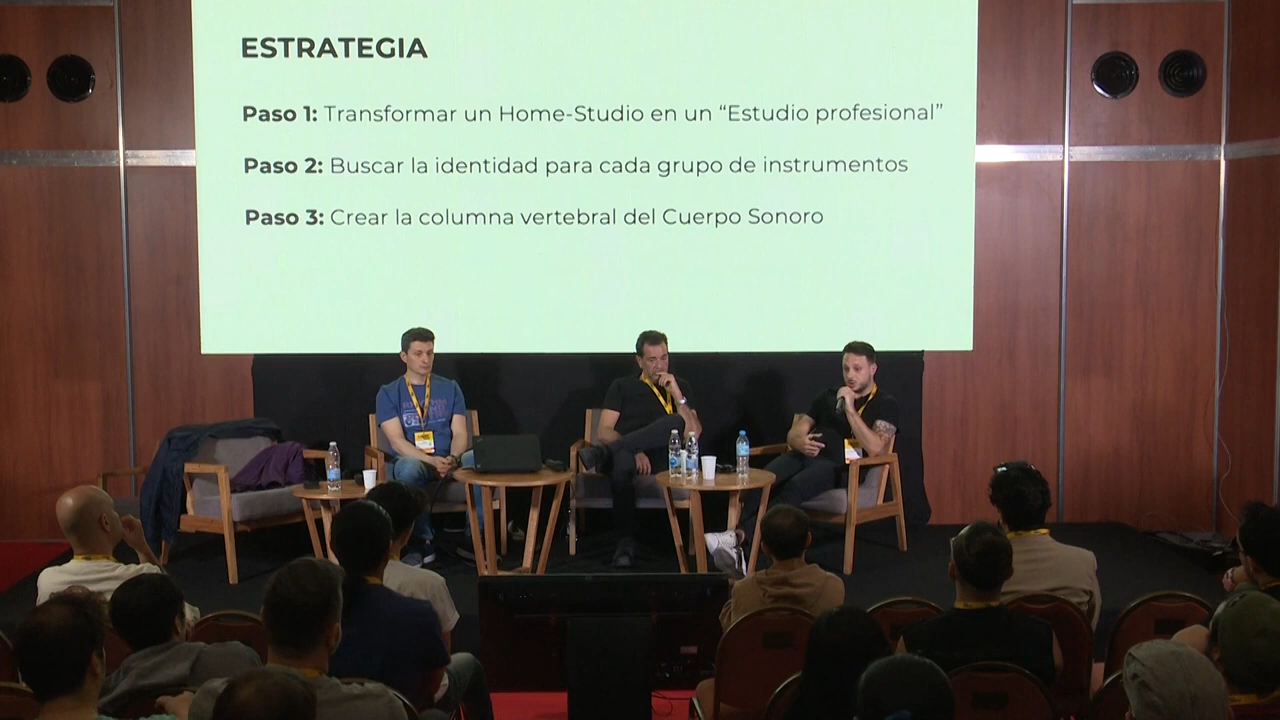 ESTRATEGIA
Paso 1: Transformar un Home-Studio en un “Estudio profesional”
Paso 2: Buscar la identidad para cada grupo de instrumentos
Paso 3: Crear la columna vertebral del Cuerpo Sonoro